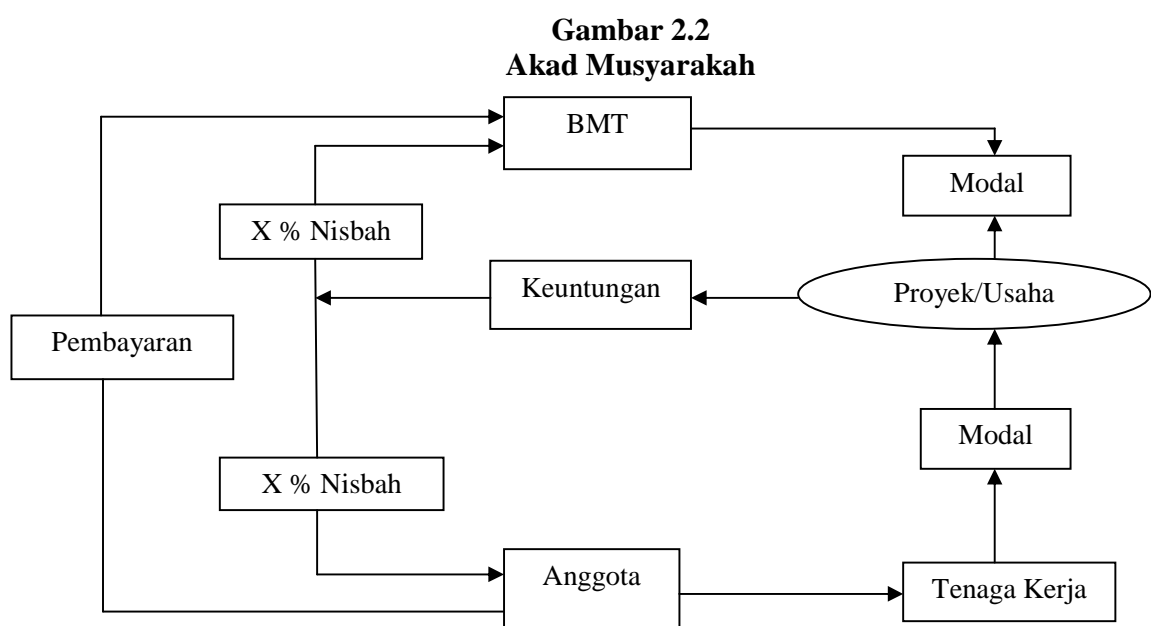 Gambar 2.2
Akad Musyarakah
BMT
Modal
X % Nisbah
Keuntungan
Proyek/Usaha
Pembayaran
Modal
X % Nisbah
Anggota
Tenaga Kerja